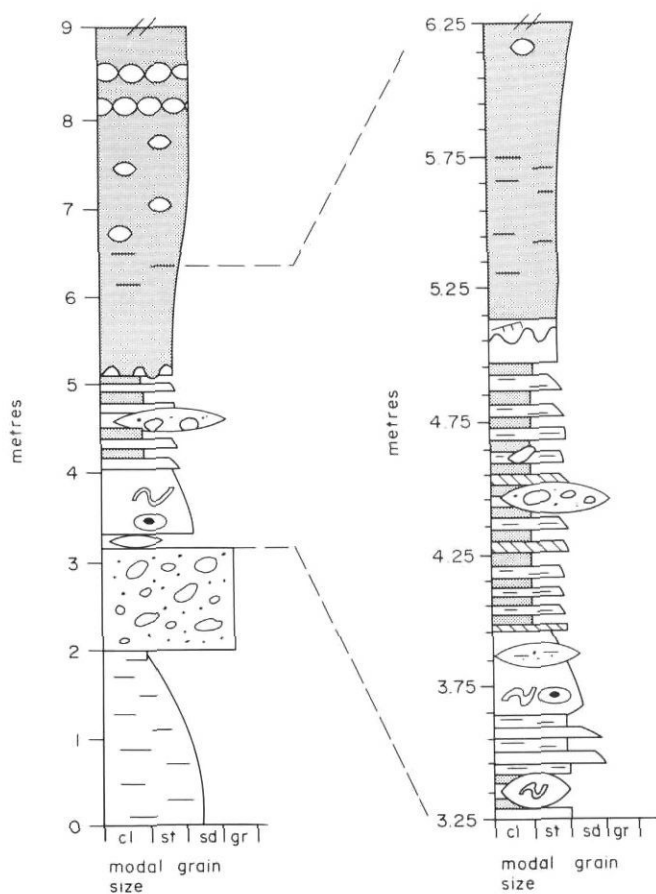 9
8
7
6
5
4
3
2
1
0
metres
cl st sd gr
modal grain
size
6.25
5.75
5.25
4.75
4.25
3.75
3.25
metres
cl st sd gr
modal grain
size